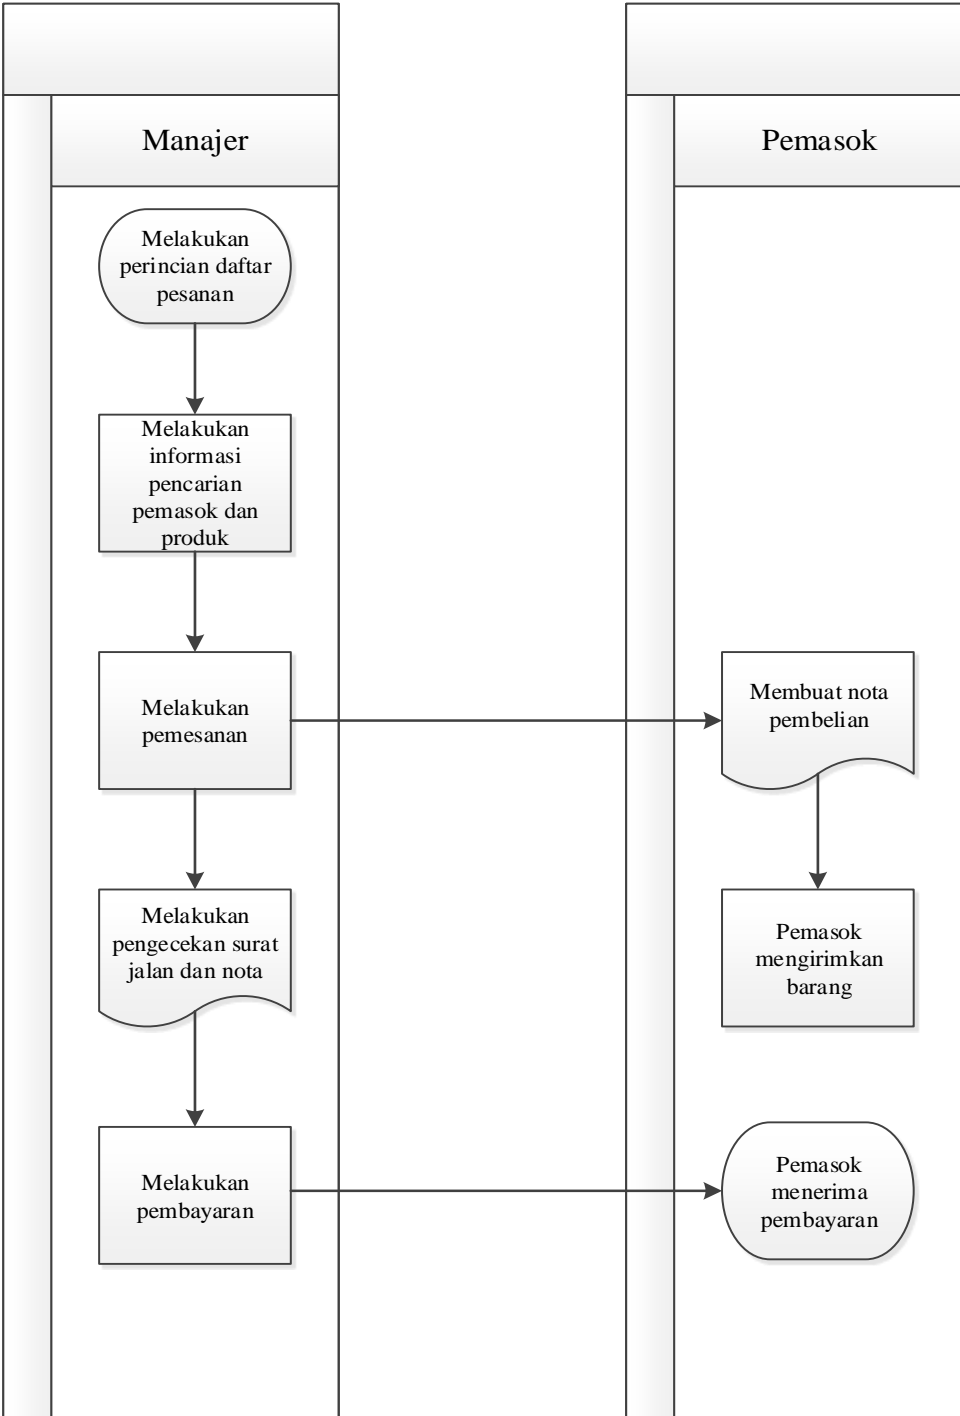 Manajer
Melakukan
perincian daftar
pesanan
Melakukan
informasi
pencarian
pemasok dan
produk
Melakukan
pemesanan
Melakukan
pengecekan surat
jalan dan nota
Melakukan
pembayaran
Pemasok
Membuat nota
pembelian
Pemasok
mengirimkan
barang
Pemasok
menerima
pembayaran